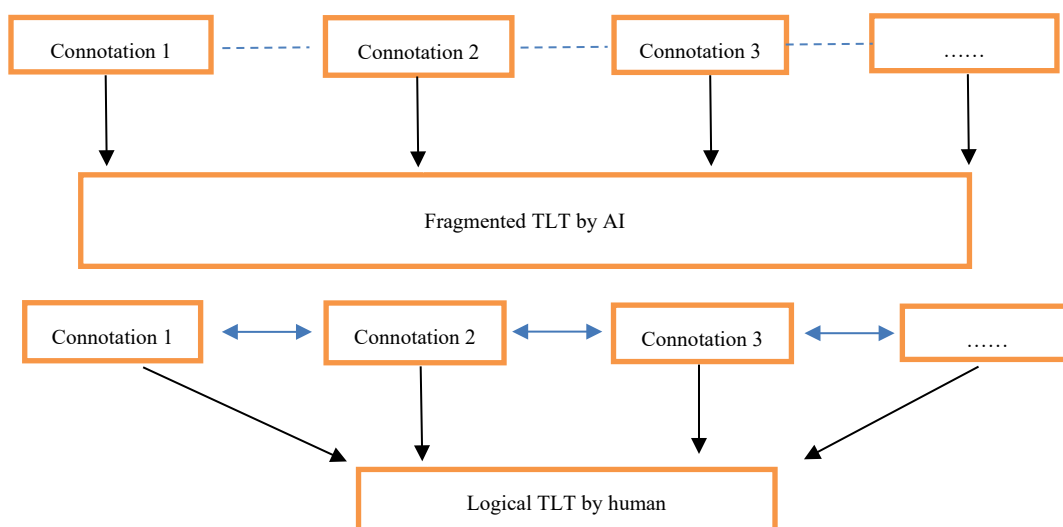 Connotation 1
Connotation 2
Connotation 3
……
Fragmented TLT by AI
Connotation 1
Connotation 2
Connotation 3
……
Logical TLT by human